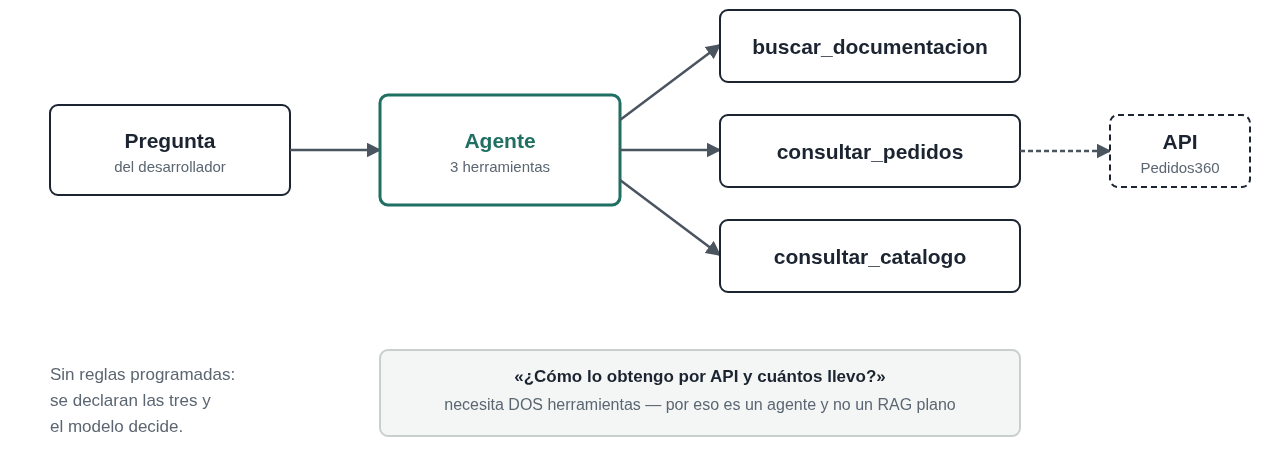 buscar_documentacion
Pregunta
del desarrollador
Agente
3 herramientas
consultar_pedidos
API
Pedidos360
consultar_catalogo
Sin reglas programadas:
se declaran las tres y
el modelo decide.
«¿Cómo lo obtengo por API y cuántos llevo?»
necesita DOS herramientas — por eso es un agente y no un RAG plano